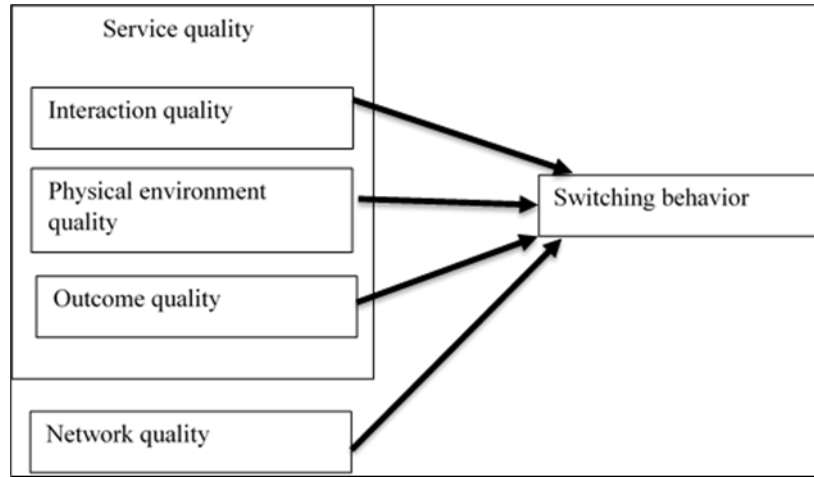 Service quality
Interaction quality
Physical environment
quality
Switching behavior
Outcome quality
Network quality